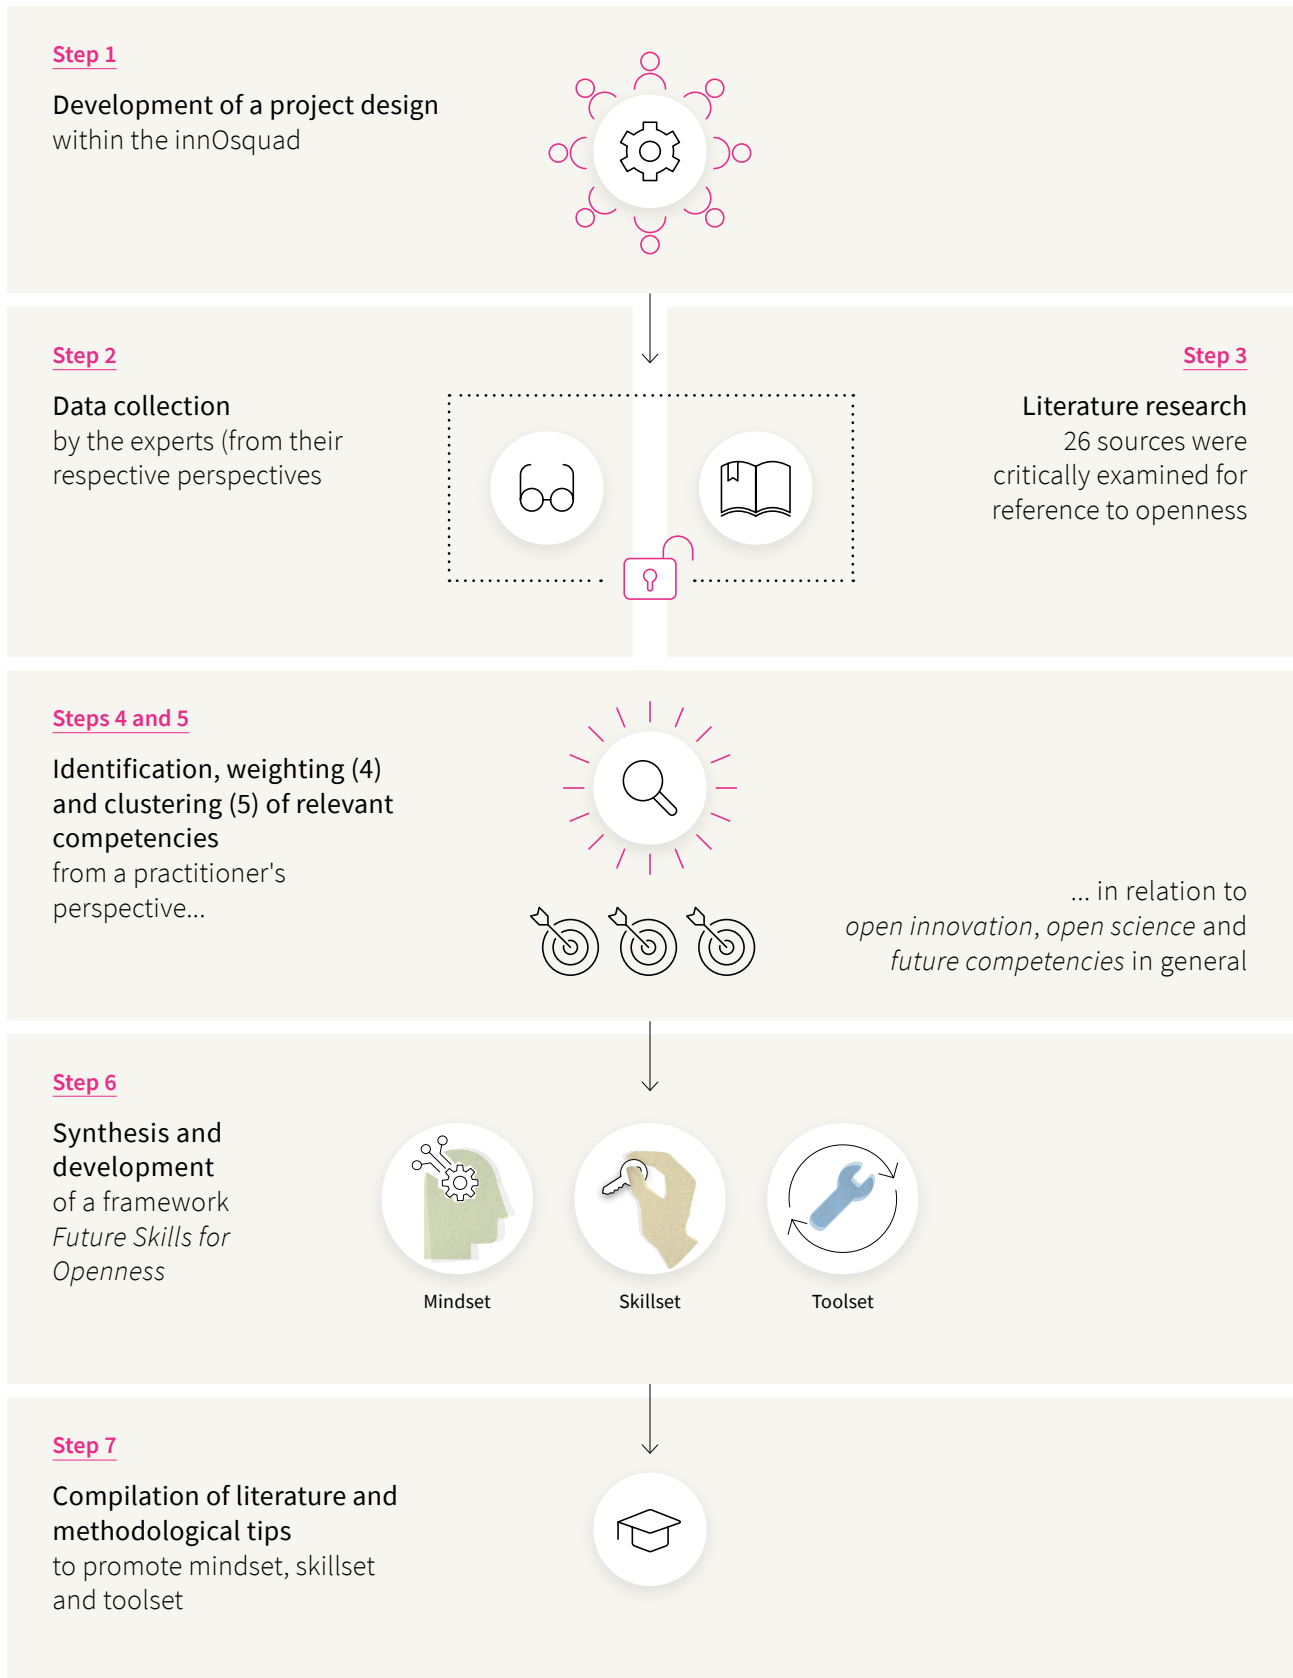 Step 1
Development of a project design
within the innOsquad
Step 2
Data collection
by the experts (from their
respective perspectives
Step 3
Literature research
26 sources were
critically examined for
reference to openness
Steps 4 and 5
Identification, weighting (4)
and clustering (5) of relevant
competencies
from a practitioner's
perspective...
... in relation to
open innovation, open science and
future competencies in general
Step 6
Synthesis and
development
of a framework
Future Skills for
Openness
Mindset
Skillset
Toolset
Step 7
Compilation of literature and
methodological tips
to promote mindset, skillset
and toolset